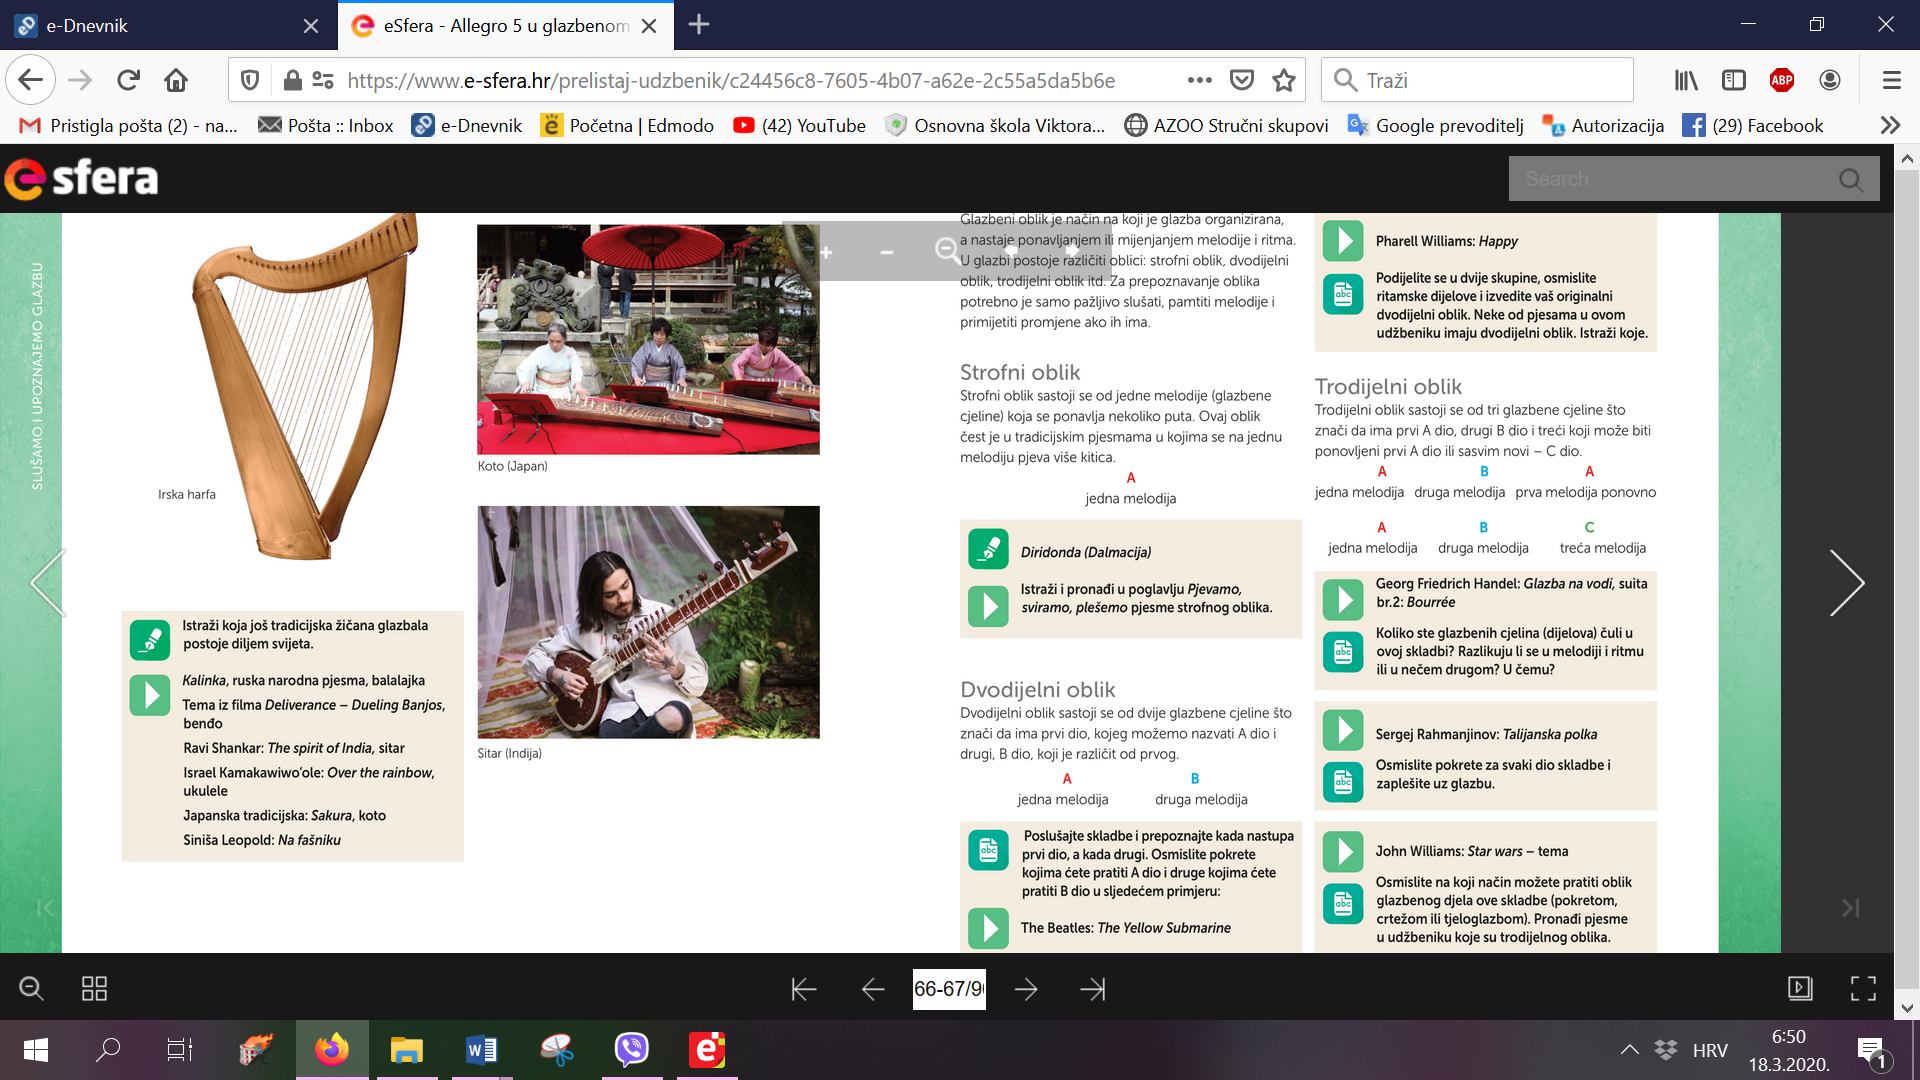 e-Dnevnik
eSfera - Allegro 5 u glazbenom
https://www.e-sfera.hr/prelistaj-udzbenik/c24456c8-7605-4b07-a62e-2c55a5da5b6e
Traži
ABP
Pristigla pošta (2) - na...
Pošta :: Inbox
e-Dnevnik
Početna | Edmodo
(42) YouTube
Osnovna škola Viktora...
AZOO Stručni skupovi
Google prevoditelj
Autorizacija
(29) Facebook
e sfera
Search
SLUŠAMO I UPOZNAJEMO GLAZBU
Irska harfa
Istraži koja još tradicijska žičana glazbala
postoje diljem svijeta.
Kalinka, ruska narodna pjesma, balalajka
Tema iz filma Deliverance – Dueling Banjos,
benđo
Ravi Shankar: The spirit of India, sitar
Israel Kamakawiwo'ole: Over the rainbow,
ukulele
Japanska tradicijska: Sakura, koto
Siniša Leopold: Na fašniku
Koto (Japan)
Sitar (Indija)
Glazbeni oblik je način na koji je glazba organizirana,
a nastaje ponavljanjem ili mijenjanjem melodije i ritma.
U glazbi postoje različiti oblici: strofni oblik, dvodijelni
oblik, trodijelni oblik itd. Za prepoznavanje oblika
potrebno je samo pažljivo slušati, pamtiti melodije i
primijetiti promjene ako ih ima.
Strofni oblik
Strofni oblik sastoji se od jedne melodije (glazbene
cjeline) koja se ponavlja nekoliko puta. Ovaj oblik
čest je u tradicijskim pjesmama u kojima se na jednu
melodiju pjeva više kitica.
A
jedna melodija
Diridonda (Dalmacija)
Istraži i pronađi u poglavlju Pjevamo,
sviramo, plešemo pjesme strofnog oblika.
Dvodijelni oblik
Dvodijelni oblik sastoji se od dvije glazbene cjeline što
znači da ima prvi dio, kojeg možemo nazvati A dio i
drugi, B dio, koji je različit od prvog.
A B
jedna melodija druga melodija
abc
Poslušajte skladbe i prepoznajte kada nastupa
prvi dio, a kada drugi. Osmislite pokrete
kojima ćete pratiti A dio i druge kojima ćete
pratiti B dio u sljedećem primjeru:
The Beatles: The Yellow Submarine
Pharell Williams: Happy
abc
Podijelite se u dvije skupine, osmislite
ritamske dijelove i izvedite vaš originalni
dvodijelni oblik. Neke od pjesama u ovom
udžbeniku imaju dvodijelni oblik. Istraži koje.
Trodijelni oblik
Trodijelni oblik sastoji se od tri glazbene cjeline što
znači da ima prvi A dio, drugi B dio i treći koji može biti
ponovljeni prvi A dio ili sasvim novi – C dio.
A B A
jedna melodija druga melodija prva melodija ponovno
A B C
jedna melodija druga melodija treća melodija
Georg Friedrich Handel: Glazba na vodi, suita
br.2: Bourrée
abc
Koliko ste glazbenih cjelina (dijelova) čuli u
ovoj skladbi? Razlikuju li se u melodiji i ritmu
ili u nečem drugom? U čemu?
Sergej Rahmanjinov: Talijanska polka
abc
Osmislite pokrete za svaki dio skladbe i
zaplešite uz glazbu.
John Williams: Star wars – tema
abc
Osmislite na koji način možete pratiti oblik
glazbenog djela ove skladbe (pokretom,
crtežom ili tjeloglazbom). Pronađi pjesme
u udžbeniku koje su trodijelnog oblika.
66-67/9
HRV
6:50
18.3.2020.
1